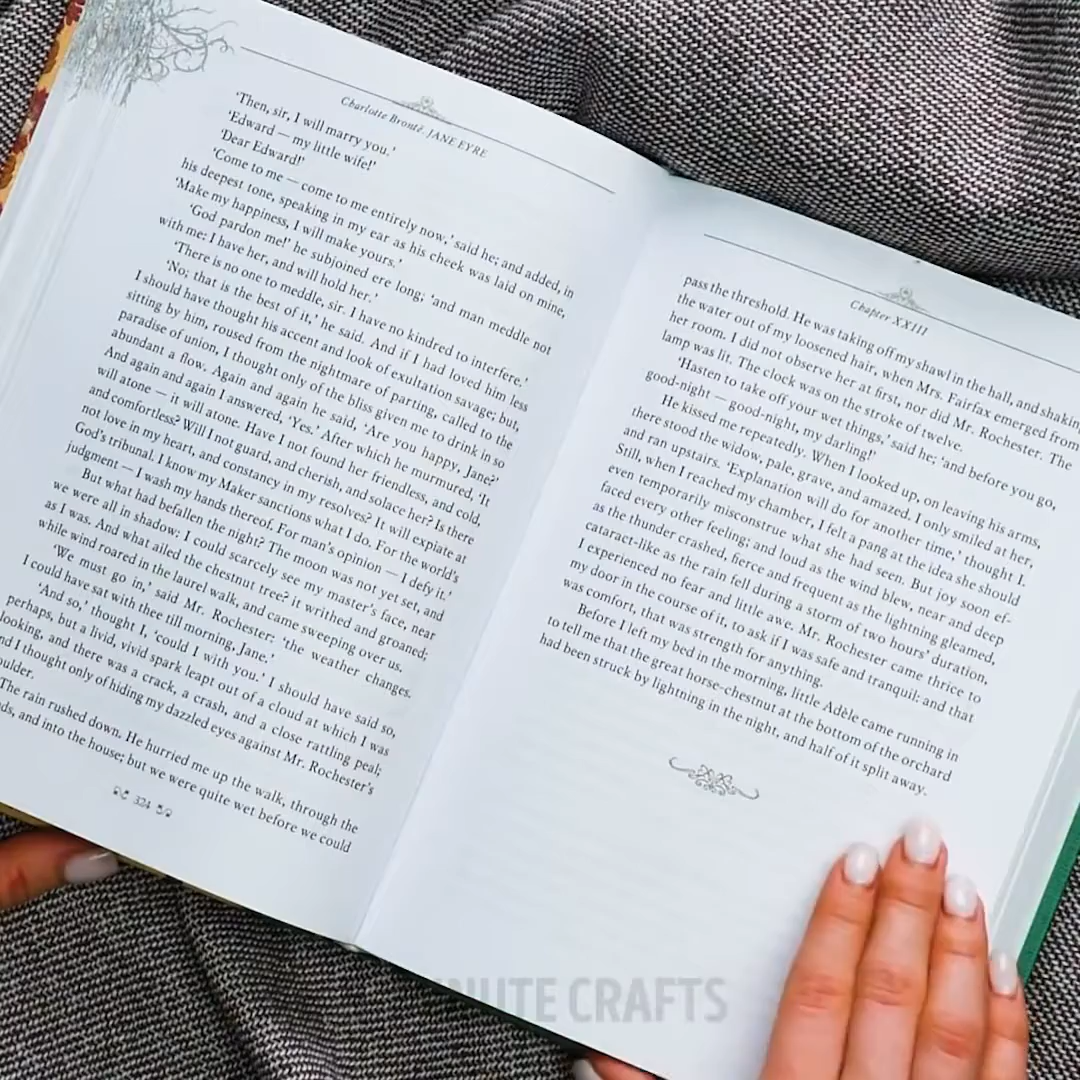 Charlotte Brontë. JANE EYRE
'Then, sir, I will marry you.'
'Edward — my little wife!'
'Dear Edward!'
'Come to me — come to me entirely now,' said he; and added, in
his deepest tone, speaking in my ear as his cheek was laid on mine,
'Make my happiness, I will make yours.'
'God pardon me!' he subjoined ere long; 'and man meddle not
with me: I have her, and will hold her.'
'There is no one to meddle, sir. I have no kindred to interfere.'
'No; that is the best of it,' he said. And if I had loved him less
I should have thought his accent and look of exultation savage; but,
sitting by him, roused from the nightmare of parting, called to the
paradise of union, I thought only of the bliss given me to drink in so
abundant a flow. Again and again he said, 'Are you happy, Jane?'
And again and again I answered, 'Yes.' After which he murmured, 'It
will atone — it will atone. Have I not found her friendless, and cold,
and comfortless? Will I not guard, and cherish, and solace her? Is there
not love in my heart, and constancy in my resolves? It will expiate at
God's tribunal. I know my Maker sanctions what I do. For the world's
judgment — I wash my hands thereof. For man's opinion — I defy it.'
But what had befallen the night? The moon was not yet set, and
we were all in shadow: I could scarcely see my master's face, near
as I was. And what ailed the chestnut tree? it writhed and groaned;
while wind roared in the laurel walk, and came sweeping over us.
'We must go in,' said Mr. Rochester: 'the weather changes.
I could have sat with thee till morning, Jane.'
'And so,' thought I, 'could I with you.' I should have said so,
perhaps, but a livid, vivid spark leapt out of a cloud at which I was
looking, and there was a crack, a crash, and a close rattling peal;
nd I thought only of hiding my dazzled eyes against Mr. Rochester's
oulder.
The rain rushed down. He hurried me up the walk, through the
ds, and into the house; but we were quite wet before we could
324
Chapter XXIII
pass the threshold. He was taking off my shawl in the hall, and shakin
the water out of my loosened hair, when Mrs. Fairfax emerged from
her room. I did not observe her at first, nor did Mr. Rochester. The
lamp was lit. The clock was on the stroke of twelve.
'Hasten to take off your wet things,' said he; 'and before you go,
good-night — good-night, my darling!'
He kissed me repeatedly. When I looked up, on leaving his arms,
there stood the widow, pale, grave, and amazed. I only smiled at her,
and ran upstairs. 'Explanation will do for another time,' thought I.
Still, when I reached my chamber, I felt a pang at the idea she should
even temporarily misconstrue what she had seen. But joy soon ef-
faced every other feeling; and loud as the wind blew, near and deep
as the thunder crashed, fierce and frequent as the lightning gleamed,
cataract-like as the rain fell during a storm of two hours' duration,
I experienced no fear and little awe. Mr. Rochester came thrice to
my door in the course of it, to ask if I was safe and tranquil: and that
was comfort, that was strength for anything.
Before I left my bed in the morning, little Adèle came running in
to tell me that the great horse-chestnut at the bottom of the orchard
had been struck by lightning in the night, and half of it split away.
NUTE CRAFTS